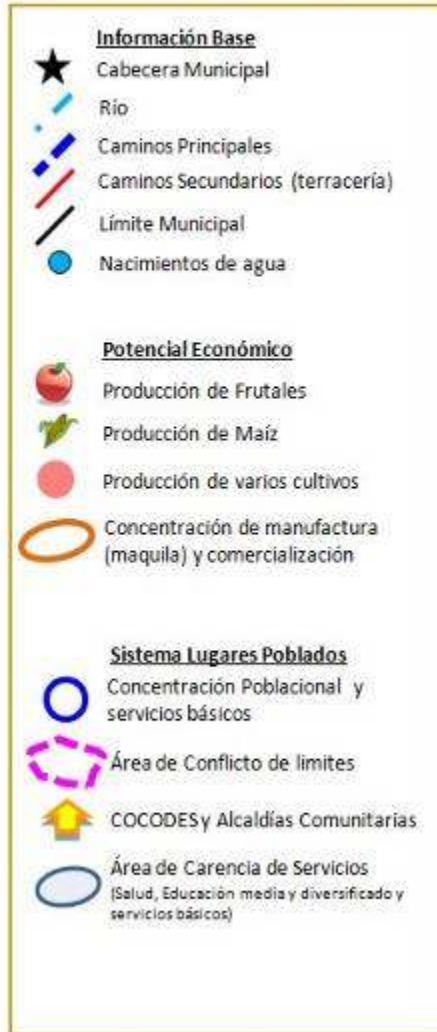 Información Base
Cabecera Municipal
Río
Caminos Principales
Caminos Secundarios (terracería)
Límite Municipal
Nacimientos de agua
Potencial Económico
Producción de Frutales
Producción de Maíz
Producción de varios cultivos
Concentración de manufactura
(maquila) y comercialización
Sistema Lugares Poblados
Concentración Poblacional y
servicios básicos
Área de Conflicto de limites
COCODES y Alcaldías Comunitarias
Área de Carencia de Servicios
(Salud, Educación media y diversificado y
servicios básicos)